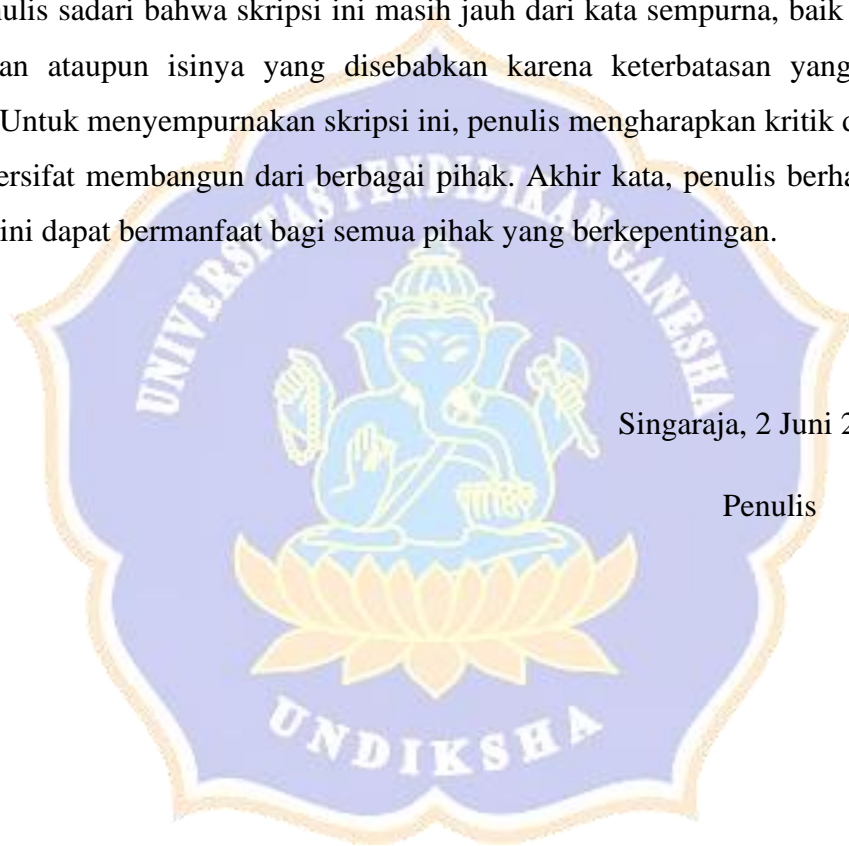 nulis sadari bahwa skripsi ini masih jauh dari kata sempurna, baik
an ataupun isinya yang disebabkan karena keterbatasan yang
Untuk menyempurnakan skripsi ini, penulis mengharapkan kritik
ersifat membangun dari berbagai pihak. Akhir kata, penulis berha
ini dapat bermanfaat bagi semua pihak yang berkepentingan.
UNIVERSITAS PENDIDIKAN GANESHA
Singaraja, 2 Juni 2
Penulis
UNDIKSHA